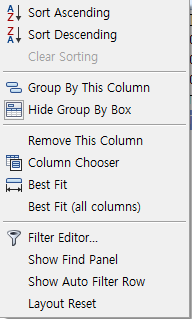 Sort Ascending
Sort Descending
Clear Sorting
Group By This Column
Hide Group By Box
Remove This Column
Column Chooser
Best Fit
Best Fit (all columns)
Filter Editor...
Show Find Panel
Show Auto Filter Row
Layout Reset